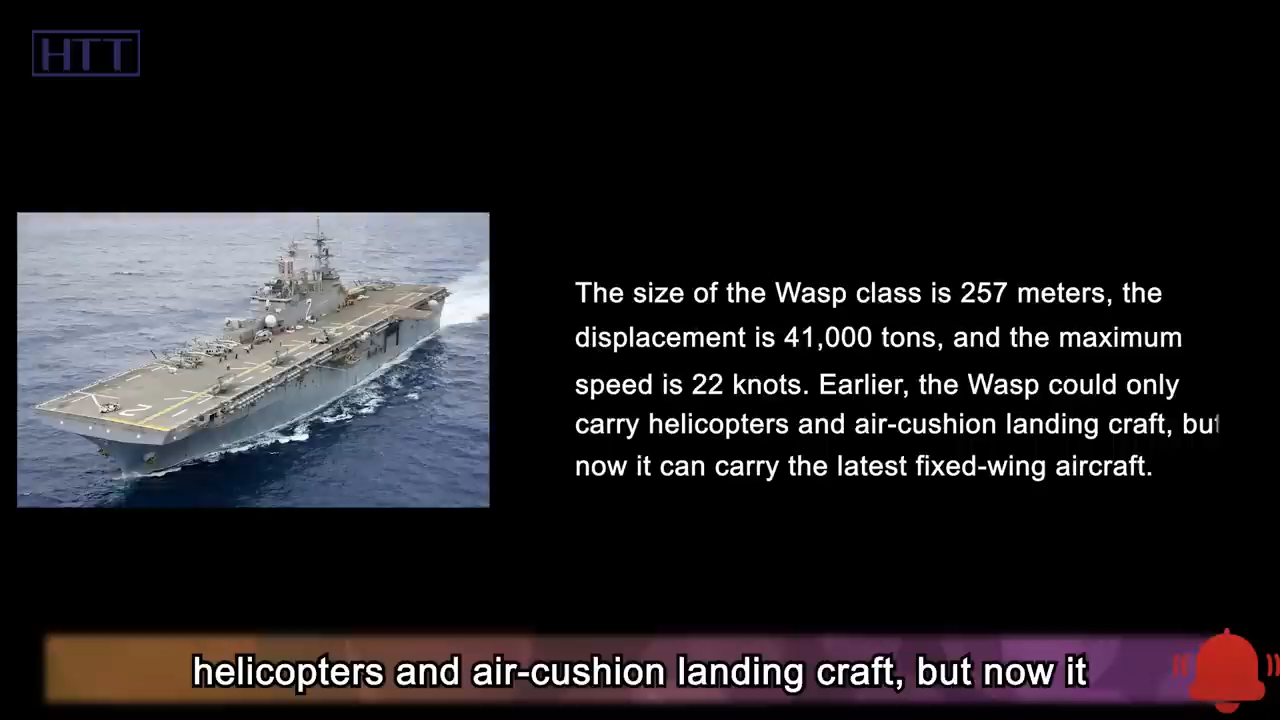 HTT
The size of the Wasp class is 257 meters, the
displacement is 41,000 tons, and the maximum
speed is 22 knots. Earlier, the Wasp could only
carry helicopters and air-cushion landing craft, but
now it can carry the latest fixed-wing aircraft.
2
helicopters and air-cushion landing craft, but now it